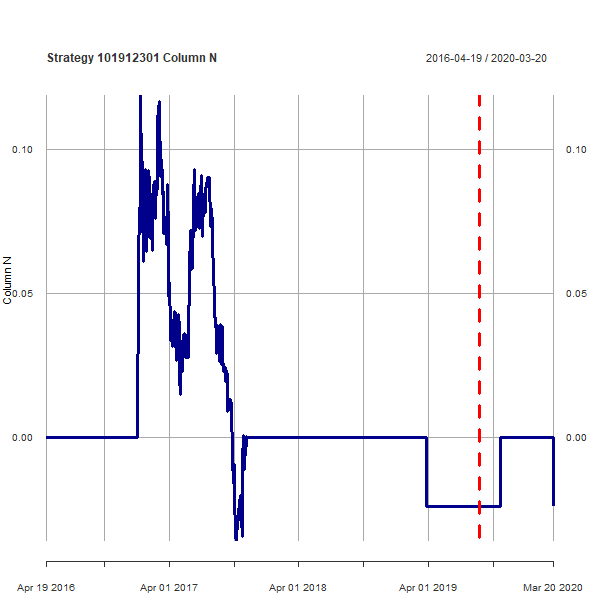 Strategy 101912301 Column N
2016-04-19 / 2020-03-20
0.10
0.10
0.05
0.05
0.00
0.00
Column N
Apr 19 2016
Apr 01 2017
Apr 01 2018
Apr 01 2019
Mar 20 2020